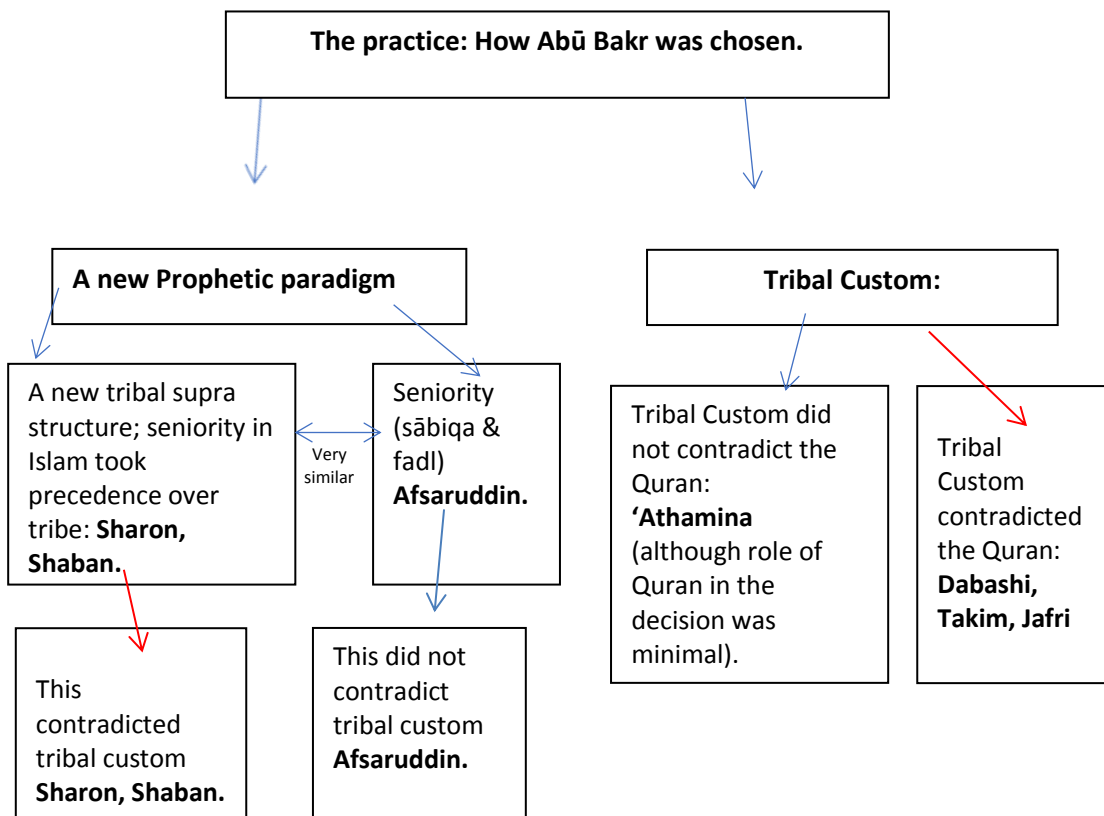 The practice: How Abū Bakr was chosen.
A new Prophetic paradigm
Tribal Custom:
A new tribal supra
structure; seniority in
Islam took
precedence over
tribe: Sharon,
Shaban.
Very
similar
Seniority
(sābiqa &
fadl)
Afsaruddin.
Tribal Custom did
not contradict the
Quran:
‘Athamina
(although role of
Quran in the
decision was
minimal).
Tribal
Custom
contradicted
the Quran:
Dabashi,
Takim, Jafri
This
contradicted
tribal custom
Sharon, Shaban.
This did not
contradict
tribal custom
Afsaruddin.